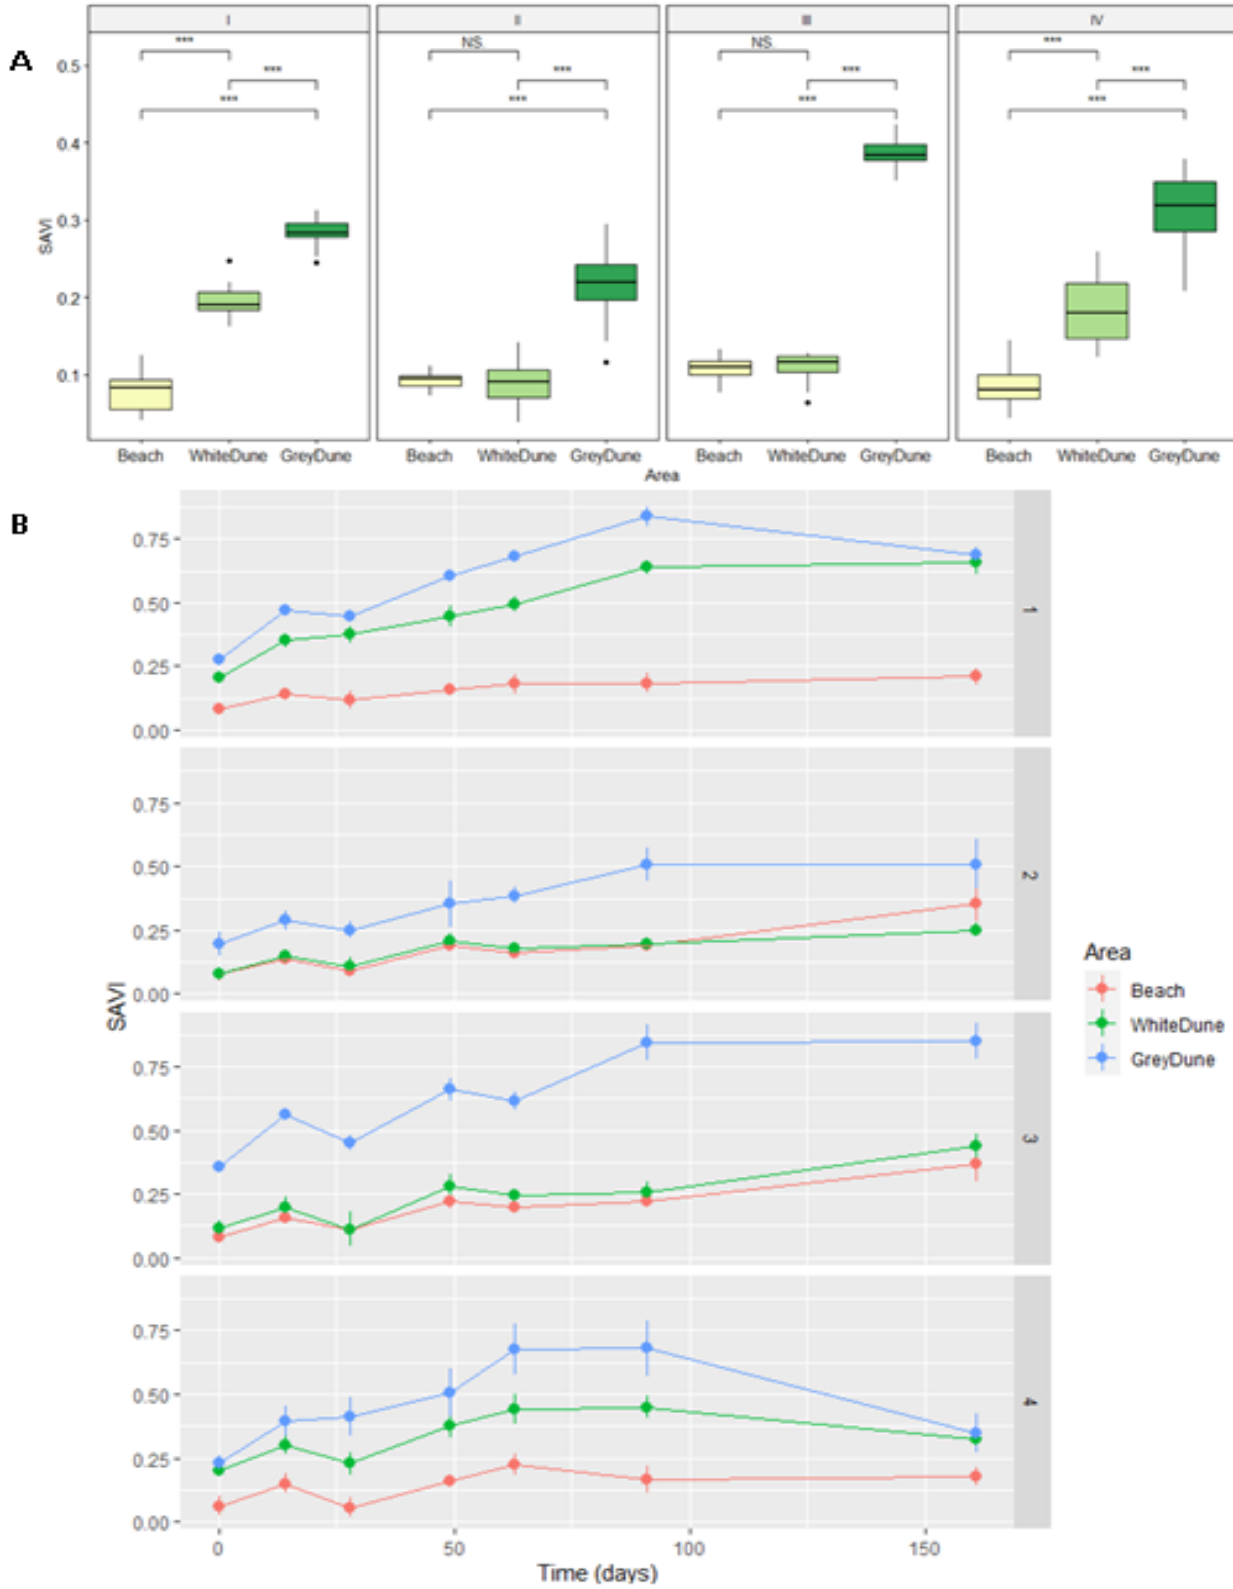 I II III IV
A
*** NS. NS. ***
*** *** *** ***
*** *** *** ***
0.5
0.4
0.3
0.2
0.1
SAVI
Beach WhiteDune GreyDune Beach WhiteDune GreyDune Beach WhiteDune GreyDune Beach WhiteDune GreyDune
Area
B
0.75
0.50
0.25
0.00
1
0.75
0.50
0.25
0.00
2
0.75
0.50
0.25
0.00
3
0.75
0.50
0.25
0.00
4
SAVI
0 50 100 150
Time (days)
Area
Beach
WhiteDune
GreyDune